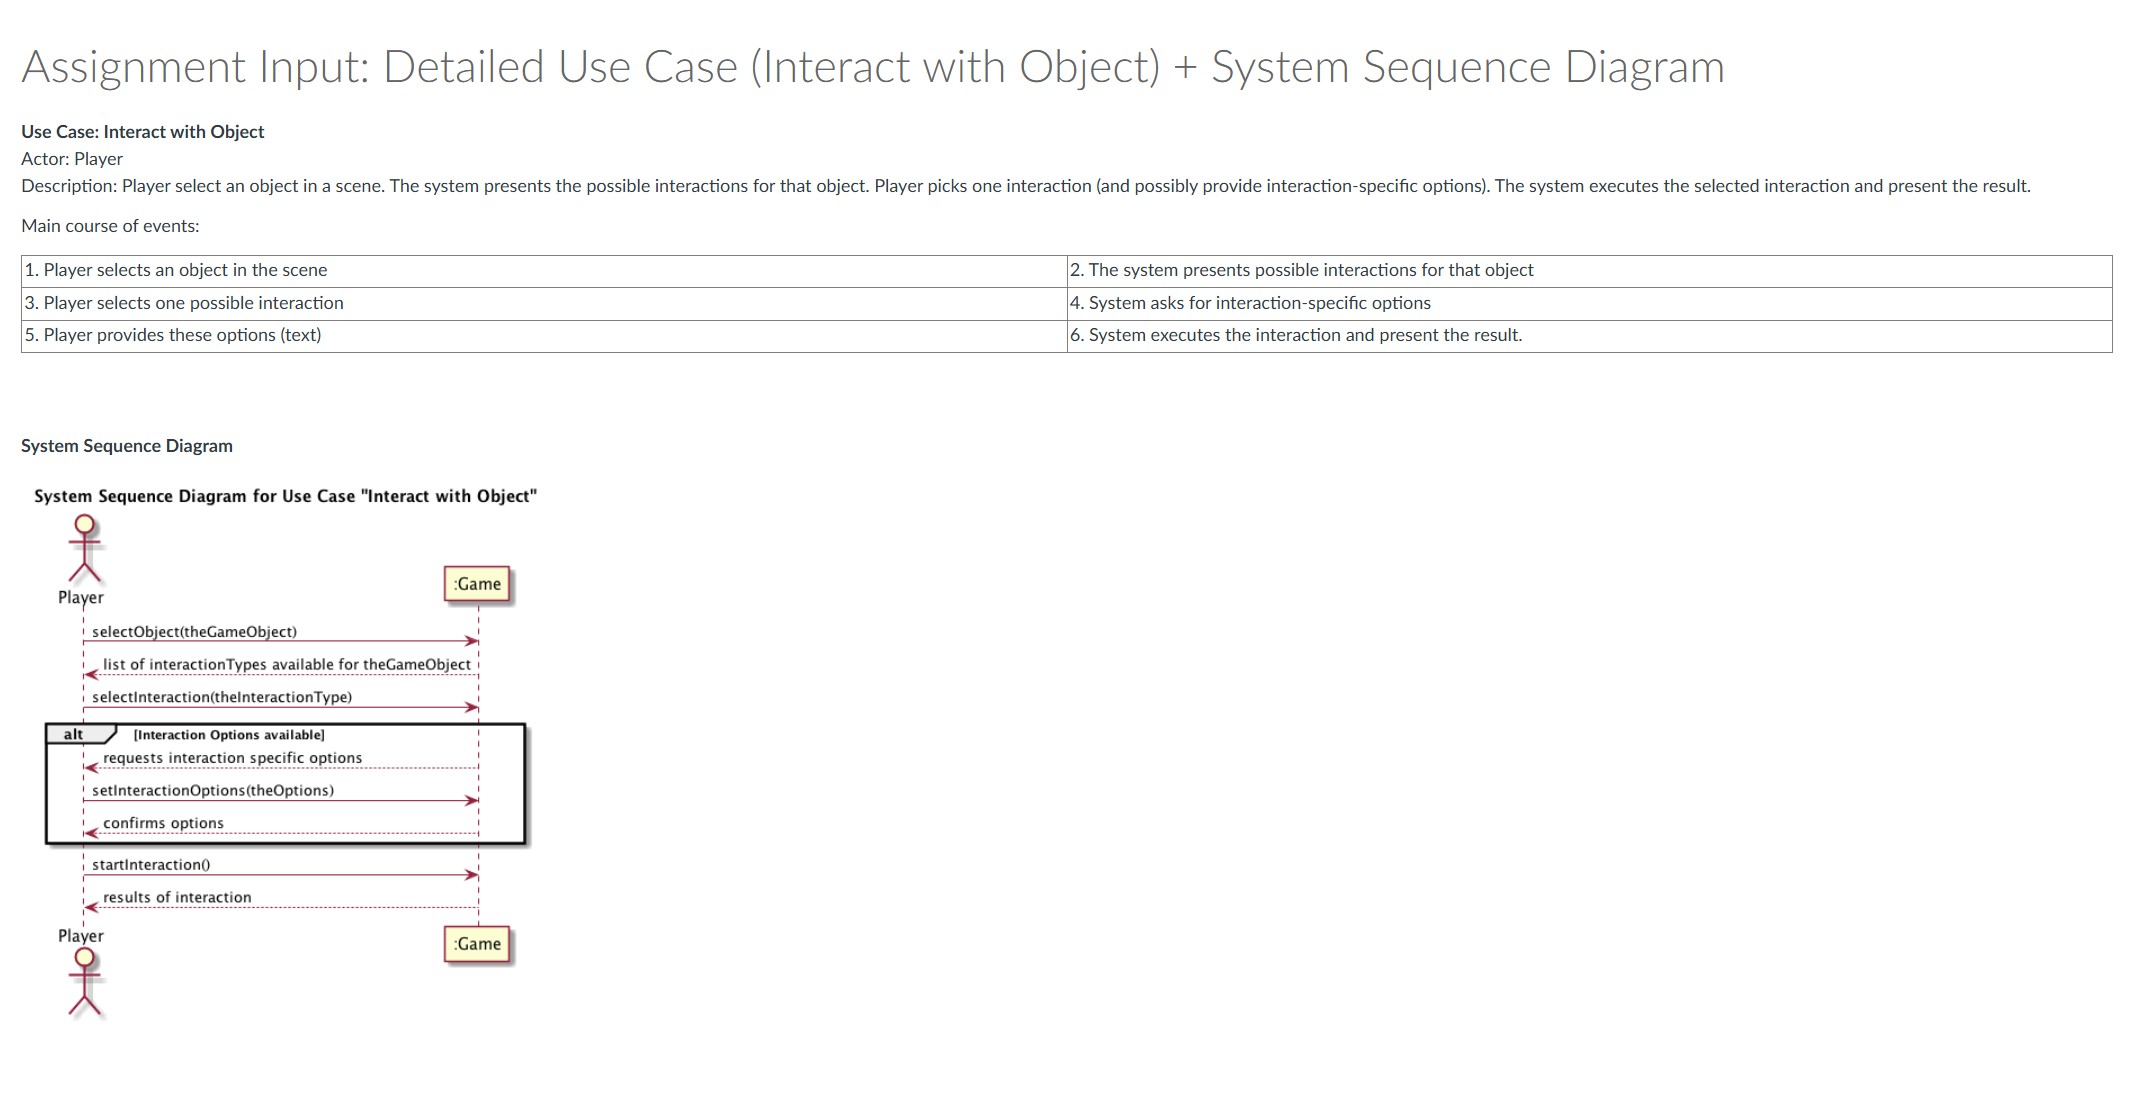 Assignment Input: Detailed Use Case (Interact with Object) + System Sequence Diagram
Use Case: Interact with Object
Actor: Player
Description: Player select an object in a scene. The system presents the possible interactions for that object. Player picks one interaction (and possibly provide interaction-specific options). The system executes the selected interaction and present the result.
Main course of events:
1. Player selects an object in the scene
2. The system presents possible interactions for that object
3. Player selects one possible interaction
4. System asks for interaction-specific options
5. Player provides these options (text)
6. System executes the interaction and present the result.
System Sequence Diagram
System Sequence Diagram for Use Case "Interact with Object"
Player
:Game
selectObject(theGameObject)
list of interactionTypes available for theGameObject
selectInteraction(theInteractionType)
alt
[Interaction Options available]
requests interaction specific options
setInteractionOptions(theOptions)
confirms options
startInteraction()
results of interaction
Player
:Game